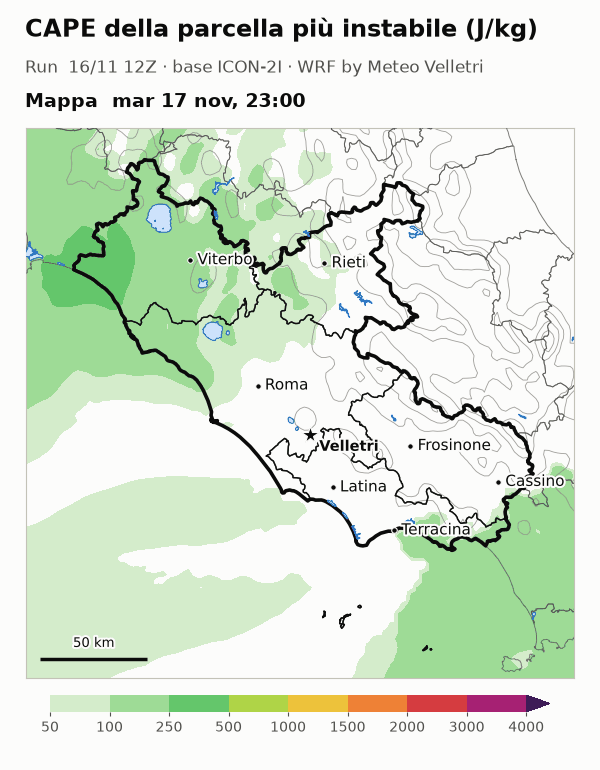 CAPE della parcella più instabile (J/kg)
Run  16/11 12Z · base ICON-2I · WRF by Meteo Velletri
Mappa  mar 17 nov, 23:00
Viterbo
Rieti
Roma
Velletri
Frosinone
Latina
Cassino
Terracina
50 km
50 100 250 500 1000 1500 2000 3000 4000